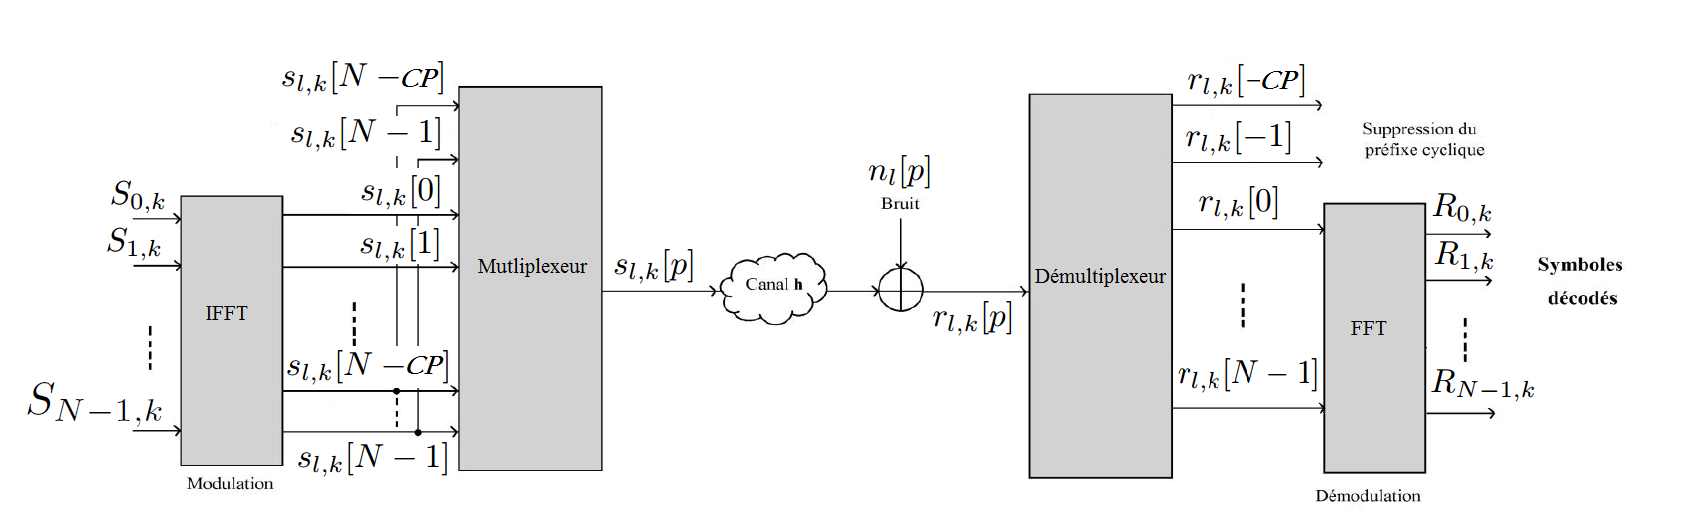 s_{l,k}[N − CP]
s_{l,k}[N − 1]
s_{l,k}[0]
s_{l,k}[1]
S_{0,k}
S_{1,k}
S_{N−1,k}
IFFT
Modulation
s_{l,k}[N − CP]
s_{l,k}[N − 1]
Mutliplexeur
s_{l,k}[p]
Canal h
n_l[p]
Bruit
r_{l,k}[p]
Démultiplexeur
r_{l,k}[−CP]
r_{l,k}[−1]
r_{l,k}[0]
r_{l,k}[N − 1]
Suppression du
préfixe cyclique
FFT
Démodulation
R_{0,k}
R_{1,k}
R_{N−1,k}
Symboles
décodés